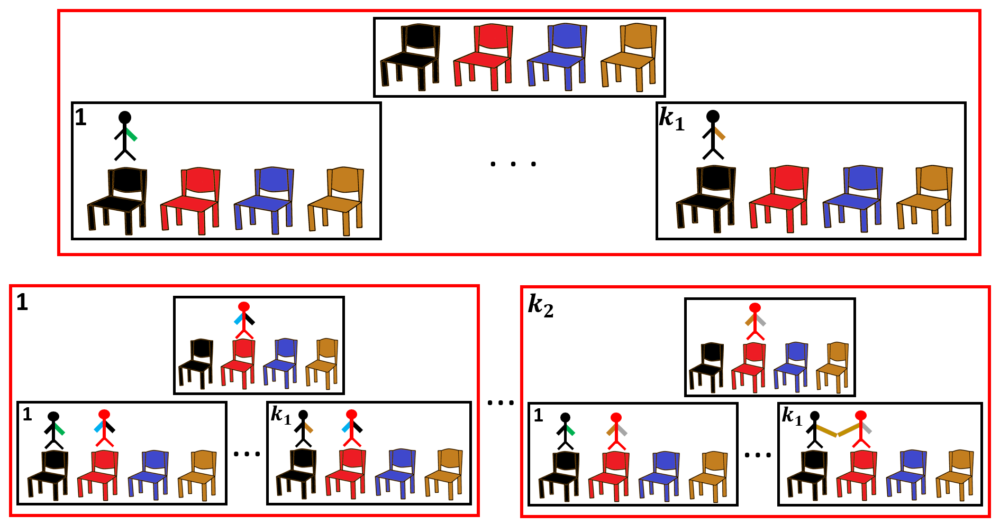 1
. . .
k₁
1
1
...
k₁
...
k₂
1
...
k₁